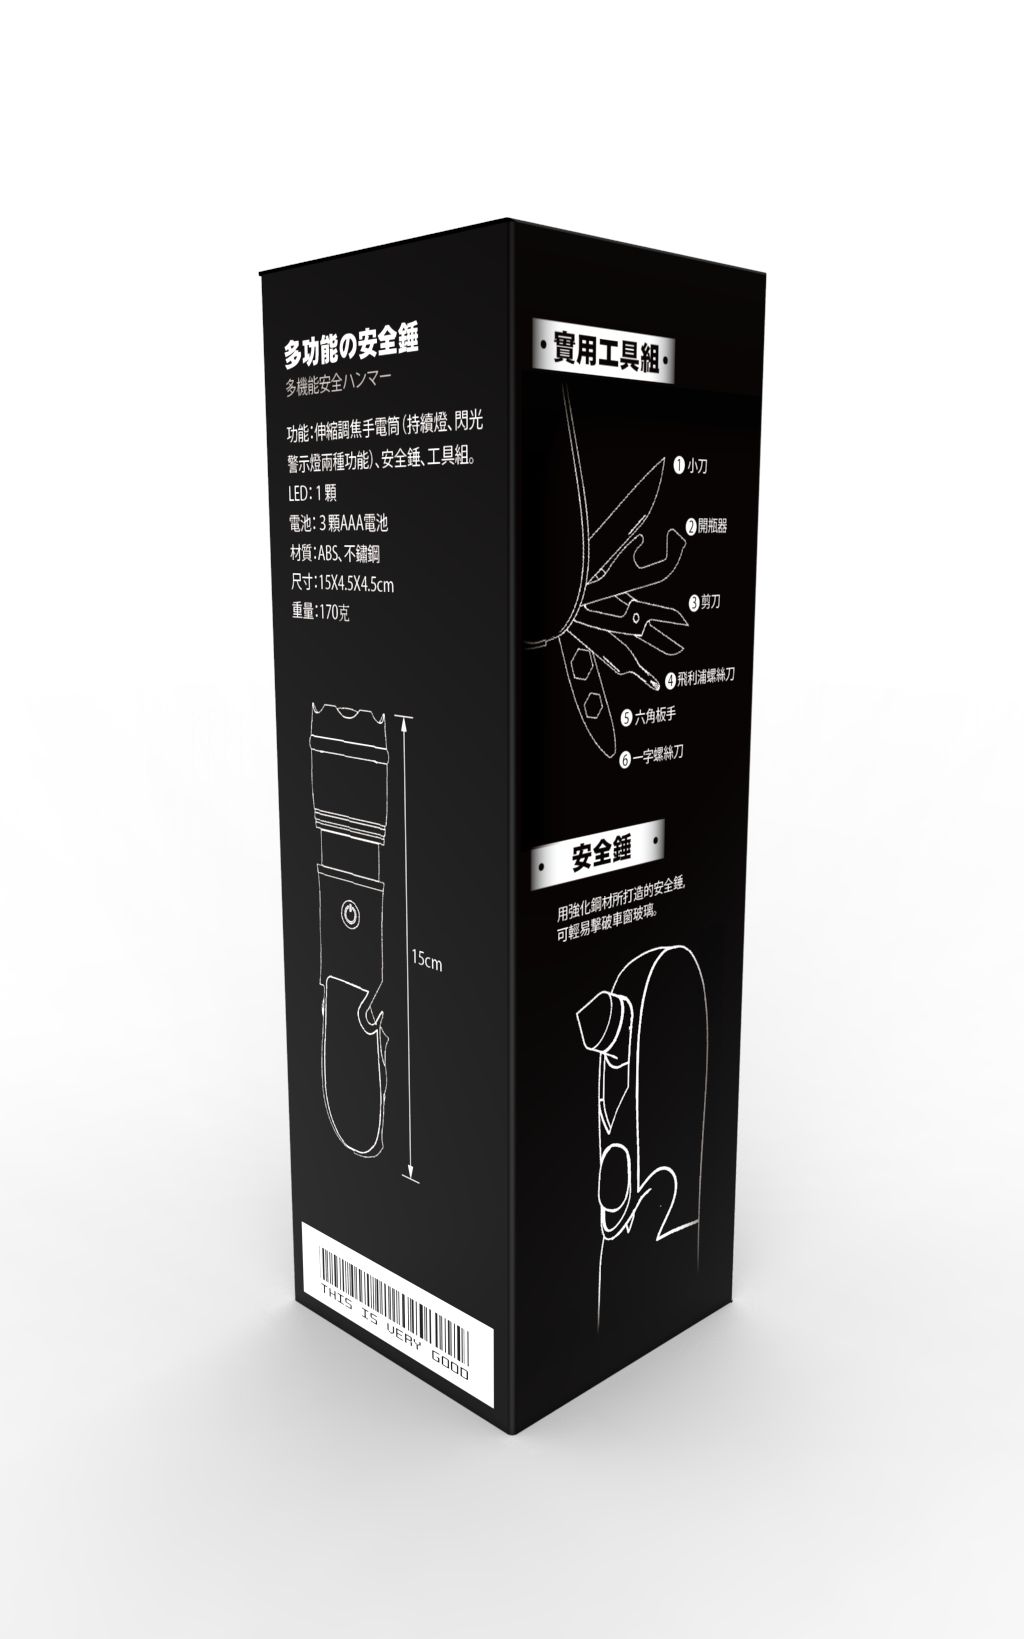 多功能の安全錘
多機能安全ハンマー
功能：伸縮調焦手電筒（持續燈、閃光
警示燈兩種功能）、安全錘、工具組。
LED：1顆
電池：3顆AAA電池
材質：ABS、不鏽鋼
尺寸：15X4.5X4.5cm
重量：170克
15cm
THIS IS VERY GOOD
·實用工具組·
1 小刀
2 開瓶器
3 剪刀
4 飛利浦螺絲刀
5 六角板手
6 一字螺絲刀
· 安全錘 ·
用強化鋼材所打造的安全錘,
可輕易擊破車窗玻璃。